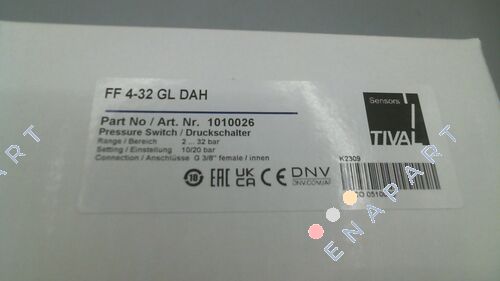 FF 4-32 GL DAH
Part No / Art. Nr. 1010026
Pressure Switch / Druckschalter
Range / Bereich 2 ... 32 bar
Setting / Einstellung 10/20 bar
Connection / Anschlüsse G 3/8" female / innen
18 EAC UK CA CE DNV
DNV.COM/AF
Sensors
TIVAL
K2309
ENAPART